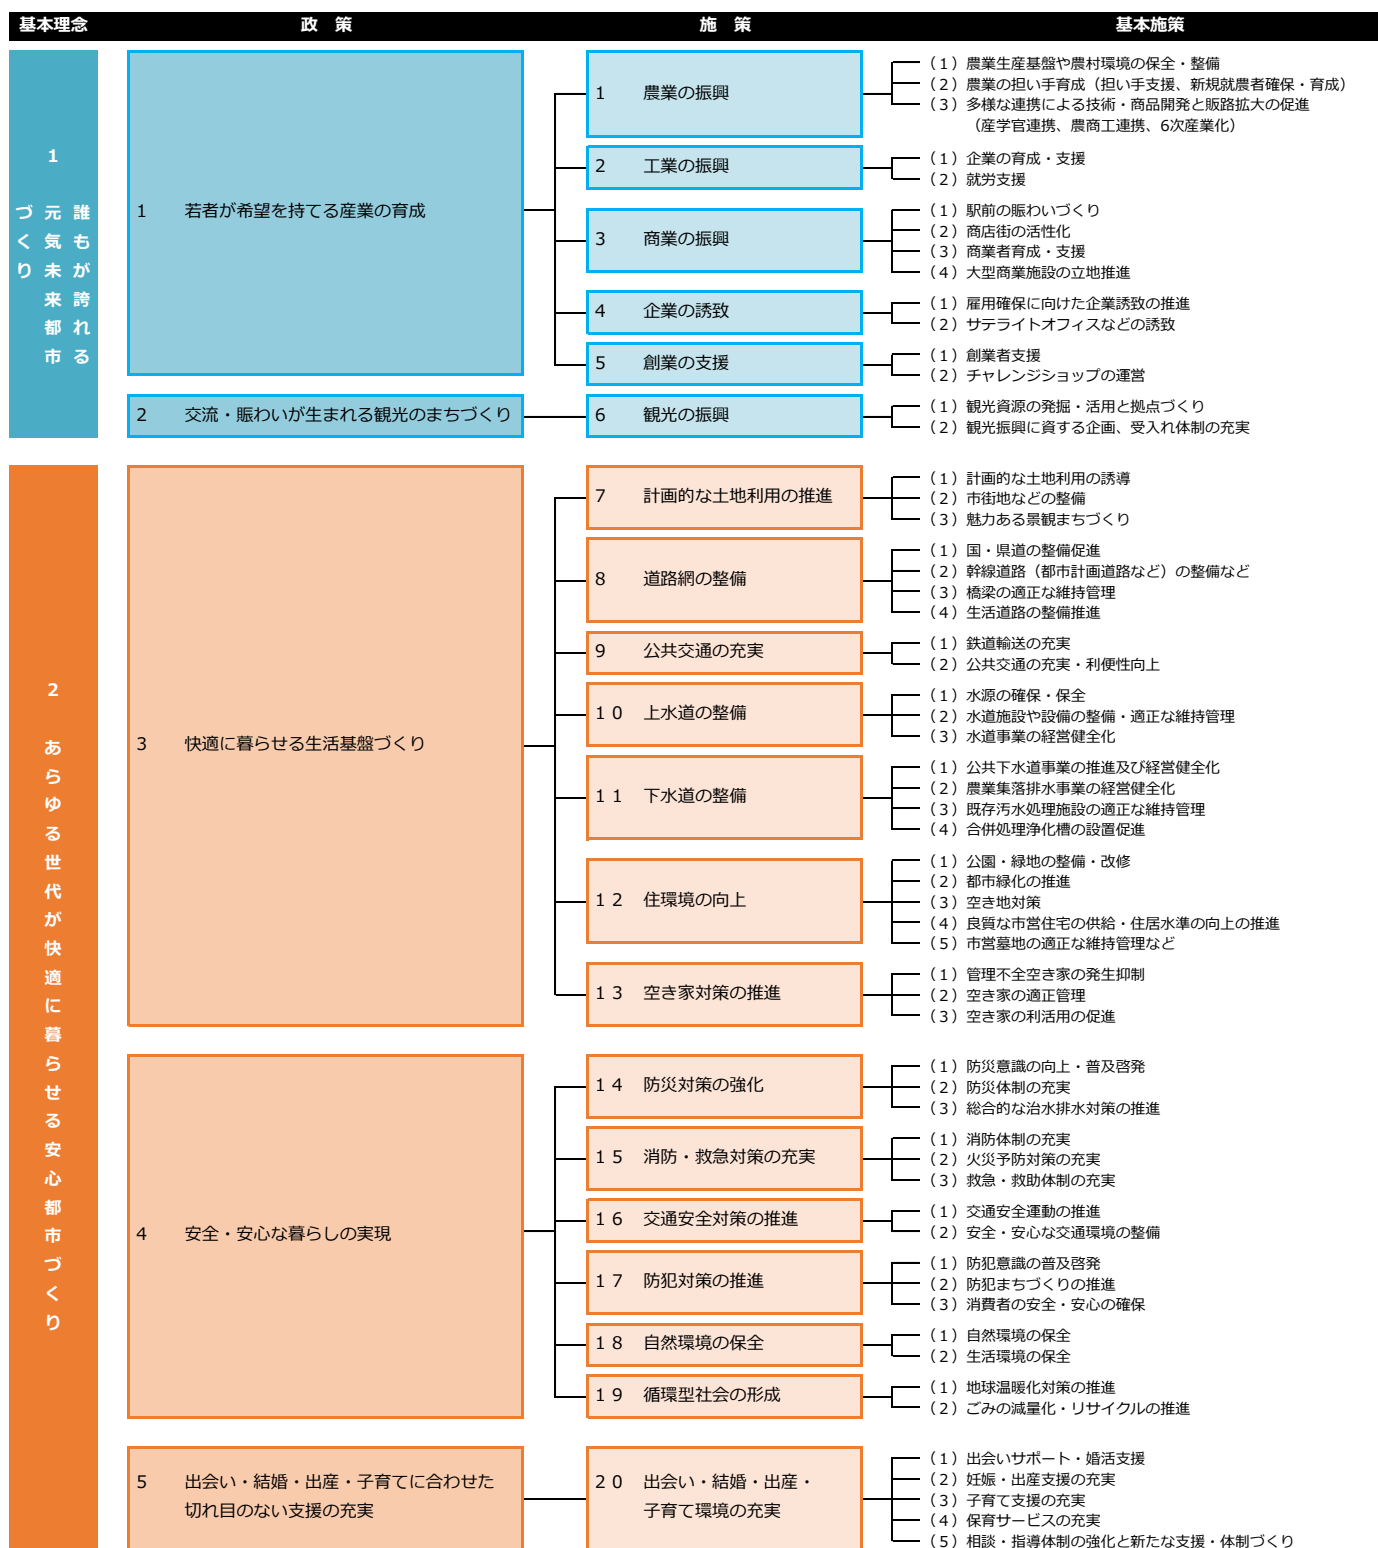 基本理念 政　策 施　策 基本施策
1
誰もが誇れる
元気未来都市
づくり
1 若者が希望を持てる産業の育成
1 農業の振興
（1）農業生産基盤や農村環境の保全・整備
（2）農業の担い手育成（担い手支援、新規就農者確保・育成）
（3）多様な連携による技術・商品開発と販路拡大の促進
（産学官連携、農商工連携、6次産業化）
2 工業の振興
（1）企業の育成・支援
（2）就労支援
3 商業の振興
（1）駅前の賑わいづくり
（2）商店街の活性化
（3）商業者育成・支援
（4）大型商業施設の立地推進
4 企業の誘致
（1）雇用確保に向けた企業誘致の推進
（2）サテライトオフィスなどの誘致
5 創業の支援
（1）創業者支援
（2）チャレンジショップの運営
2 交流・賑わいが生まれる観光のまちづくり
6 観光の振興
（1）観光資源の発掘・活用と拠点づくり
（2）観光振興に資する企画、受入れ体制の充実
2
あらゆる世代が快適に暮らせる安心都市づくり
3 快適に暮らせる生活基盤づくり
7 計画的な土地利用の推進
（1）計画的な土地利用の誘導
（2）市街地などの整備
（3）魅力ある景観まちづくり
8 道路網の整備
（1）国・県道の整備促進
（2）幹線道路（都市計画道路など）の整備など
（3）橋梁の適正な維持管理
（4）生活道路の整備推進
9 公共交通の充実
（1）鉄道輸送の充実
（2）公共交通の充実・利便性向上
１０ 上水道の整備
（1）水源の確保・保全
（2）水道施設や設備の整備・適正な維持管理
（3）水道事業の経営健全化
１１ 下水道の整備
（1）公共下水道事業の推進及び経営健全化
（2）農業集落排水事業の経営健全化
（3）既存汚水処理施設の適正な維持管理
（4）合併処理浄化槽の設置促進
１２ 住環境の向上
（1）公園・緑地の整備・改修
（2）都市緑化の推進
（3）空き地対策
（4）良質な市営住宅の供給・住居水準の向上の推進
（5）市営墓地の適正な維持管理など
１３ 空き家対策の推進
（1）管理不全空き家の発生抑制
（2）空き家の適正管理
（3）空き家の利活用の促進
4 安全・安心な暮らしの実現
１４ 防災対策の強化
（1）防災意識の向上・普及啓発
（2）防災体制の充実
（3）総合的な治水排水対策の推進
１５ 消防・救急対策の充実
（1）消防体制の充実
（2）火災予防対策の充実
（3）救急・救助体制の充実
１６ 交通安全対策の推進
（1）交通安全運動の推進
（2）安全・安心な交通環境の整備
１７ 防犯対策の推進
（1）防犯意識の普及啓発
（2）防犯まちづくりの推進
（3）消費者の安全・安心の確保
１８ 自然環境の保全
（1）自然環境の保全
（2）生活環境の保全
１９ 循環型社会の形成
（1）地球温暖化対策の推進
（2）ごみの減量化・リサイクルの推進
5 出会い・結婚・出産・子育てに合わせた
切れ目のない支援の充実
２０ 出会い・結婚・出産・
子育て環境の充実
（1）出会いサポート・婚活支援
（2）妊娠・出産支援の充実
（3）子育て支援の充実
（4）保育サービスの充実
（5）相談・指導体制の強化と新たな支援・体制づくり